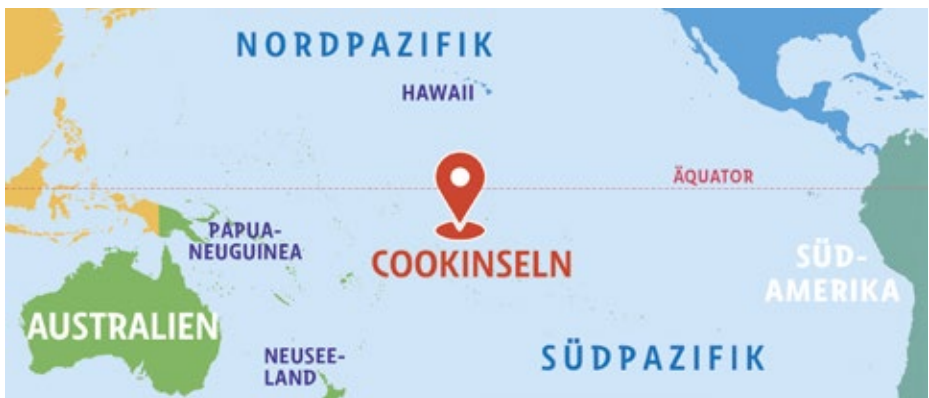 NORDPAZIFIK
HAWAII
ÄQUATOR
PAPUA-
NEUGUINEA
COOKINSELN
SÜD-
AMERIKA
AUSTRALIEN
NEUSEE-
LAND
SÜDPAZIFIK